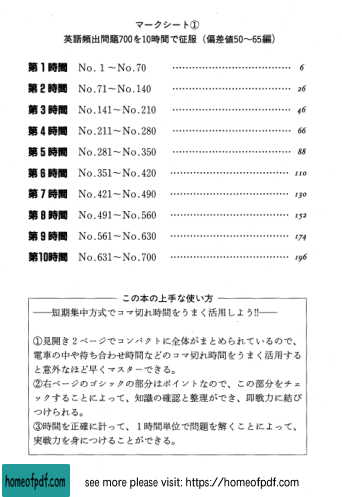 マークシート①
英語頻出問題700を10時間で征服（偏差値50～65編）
第1時間 No. 1 ～No.70 ………………………………… 6
第2時間 No.71～No.140 ………………………………… 26
第3時間 No.141～No.210 ………………………………… 46
第4時間 No.211～No.280 ………………………………… 66
第5時間 No.281～No.350 ………………………………… 88
第6時間 No.351～No.420 ………………………………… 110
第7時間 No.421～No.490 ………………………………… 130
第8時間 No.491～No.560 ………………………………… 152
第9時間 No.561～No.630 ………………………………… 174
第10時間 No.631～No.700 ………………………………… 196
この本の上手な使い方
――短期集中方式でコマ切れ時間をうまく活用しよう!!――
①見開き2ページでコンパクトに全体がまとめられているので、
電車の中や待ち合わせ時間などのコマ切れ時間をうまく活用する
と意外なほど早くマスターできる。
②右ページのゴシックの部分はポイントなので、この部分をチェ
ックすることによって、知識の確認と整理ができ、即戦力に結び
つけられる。
③時間を正確に計って、1時間単位で問題を解くことによって、
実戦力を身につけることができる。
homeofpdf.com
see more please visit: https://homeofpdf.com